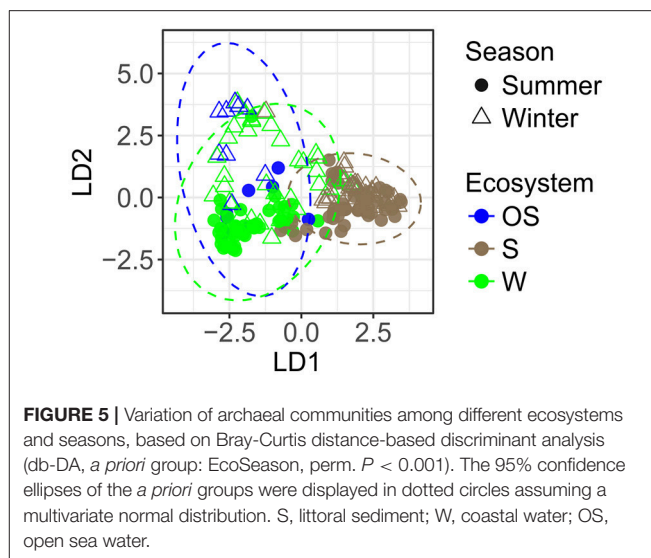 5.0
2.5
0.0
−2.5
LD2
−2.5 0.0 2.5
LD1
Season
Summer
Winter
Ecosystem
OS
S
W
FIGURE 5 | Variation of archaeal communities among different ecosystems
and seasons, based on Bray-Curtis distance-based discriminant analysis
(db-DA, a priori group: EcoSeason, perm. P < 0.001). The 95% confidence
ellipses of the a priori groups were displayed in dotted circles assuming a
multivariate normal distribution. S, littoral sediment; W, coastal water; OS,
open sea water.